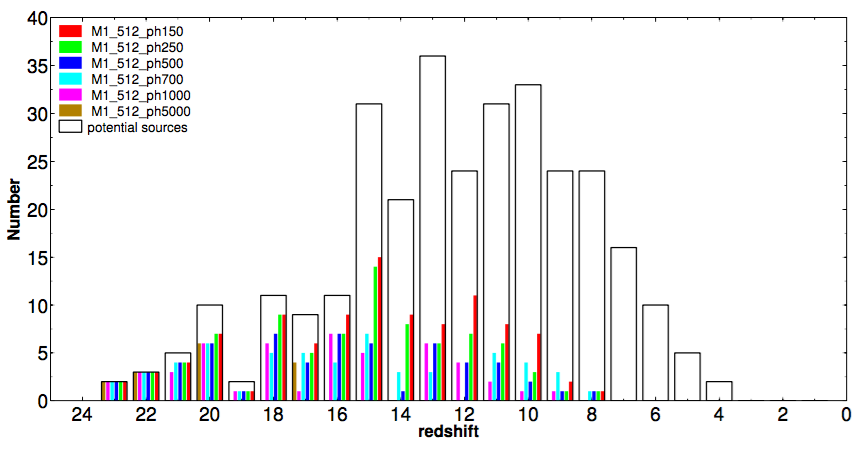 40
35
30
25
20
15
10
5
0
Number
M1_512_ph150
M1_512_ph250
M1_512_ph500
M1_512_ph700
M1_512_ph1000
M1_512_ph5000
potential sources
24 22 20 18 16 14 12 10 8 6 4 2 0
redshift